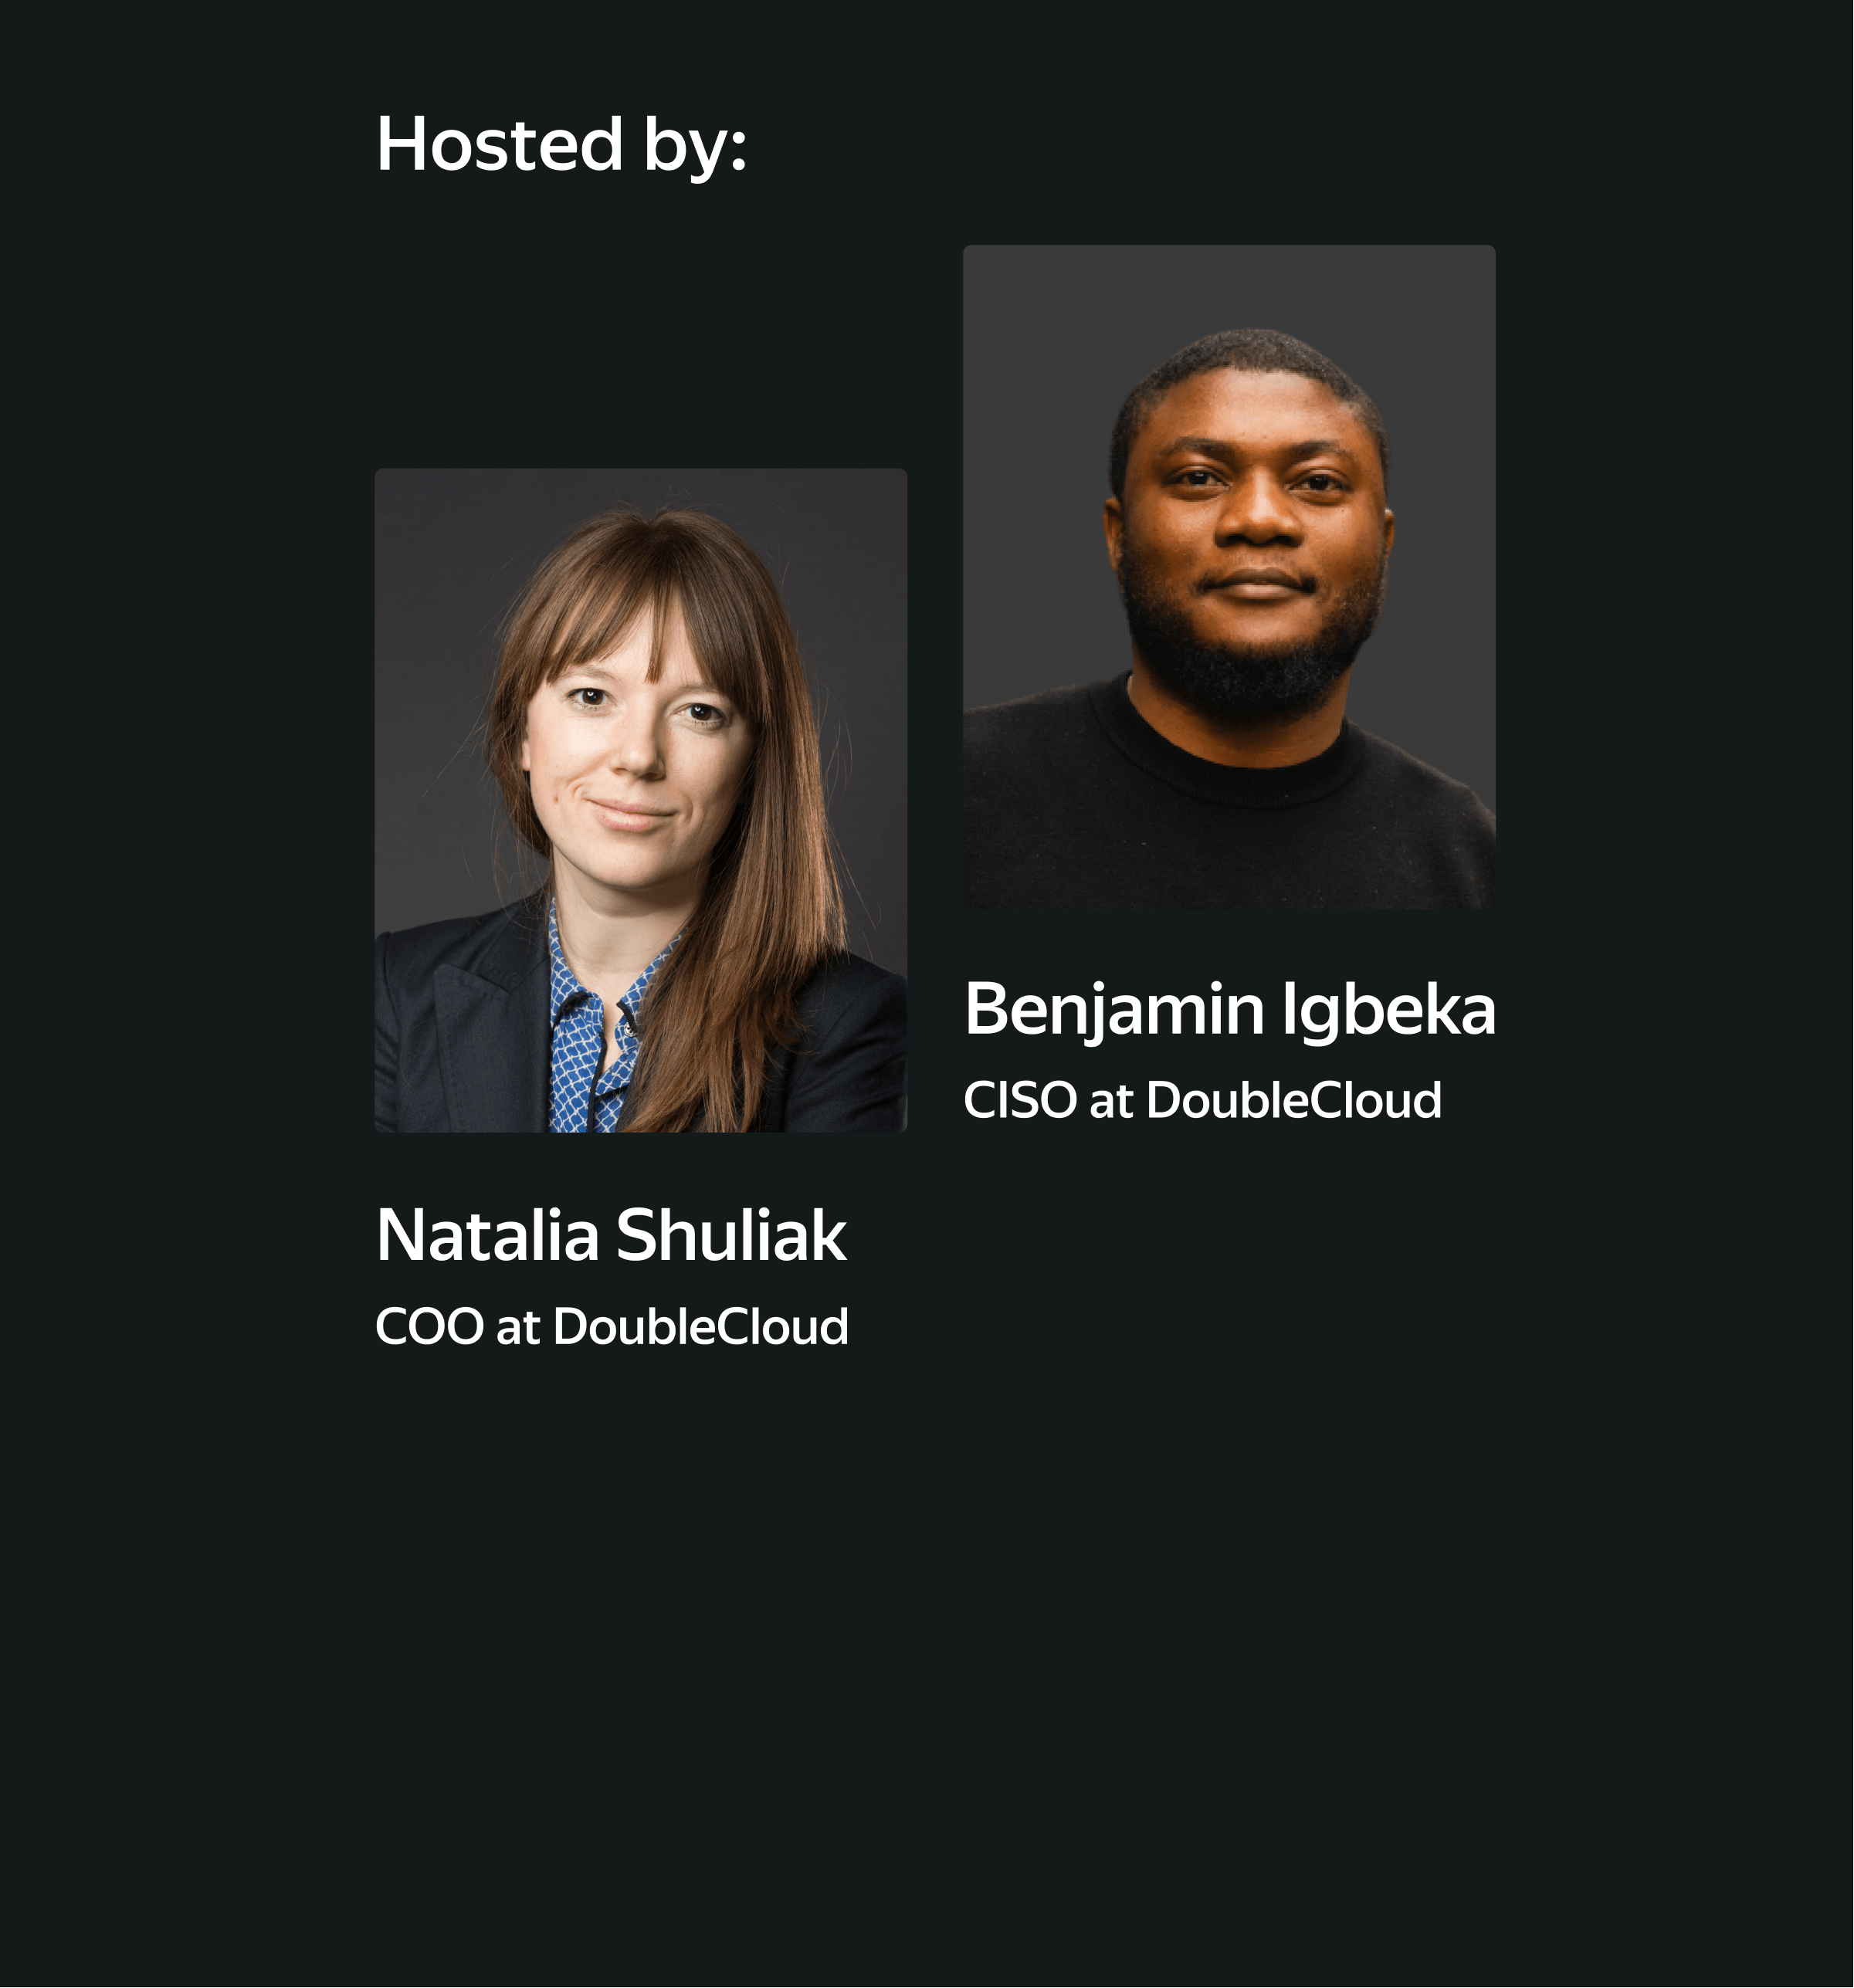 Hosted by:
Natalia Shuliak
COO at DoubleCloud
Benjamin Igbeka
CISO at DoubleCloud